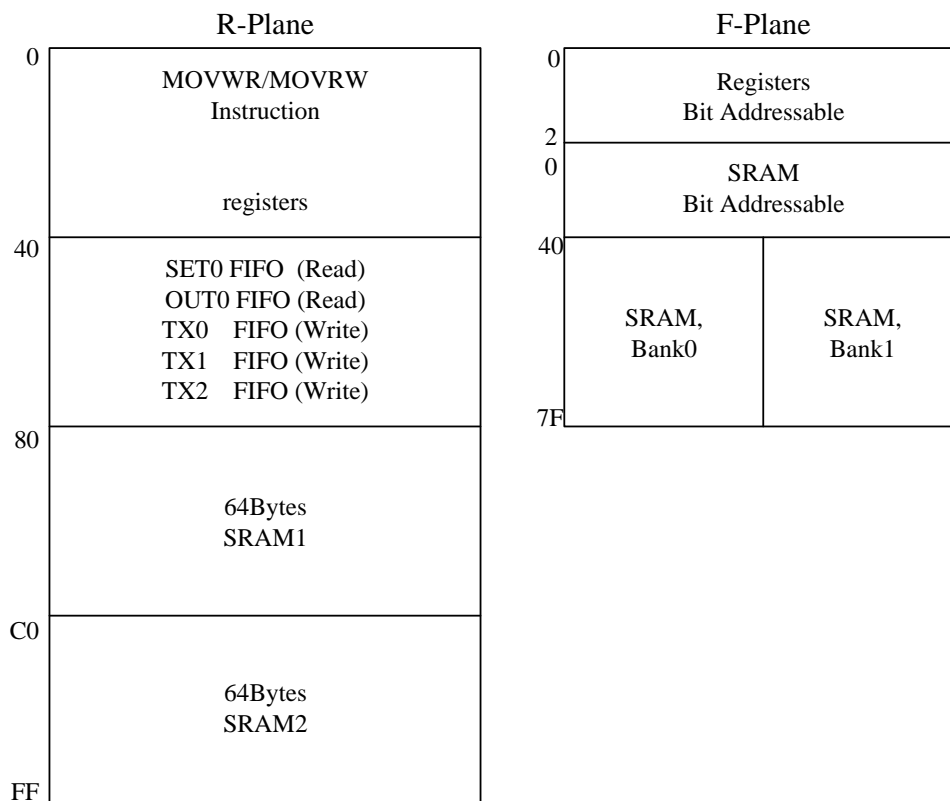 R-Plane
0
MOVWR/MOVRW
Instruction
registers
40
SET0 FIFO (Read)
OUT0 FIFO (Read)
TX0 FIFO (Write)
TX1 FIFO (Write)
TX2 FIFO (Write)
80
64Bytes
SRAM1
C0
64Bytes
SRAM2
FF
F-Plane
0
Registers
Bit Addressable
2
0
SRAM
Bit Addressable
40
SRAM,
Bank0
SRAM,
Bank1
7F